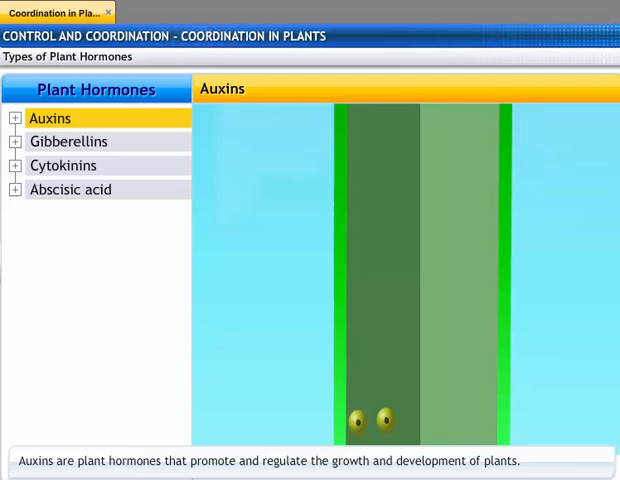 Coordination in Pla...
CONTROL AND COORDINATION - COORDINATION IN PLANTS
Types of Plant Hormones
Plant Hormones
Auxins
Auxins
Gibberellins
Cytokinins
Abscisic acid
Auxins are plant hormones that promote and regulate the growth and development of plants.